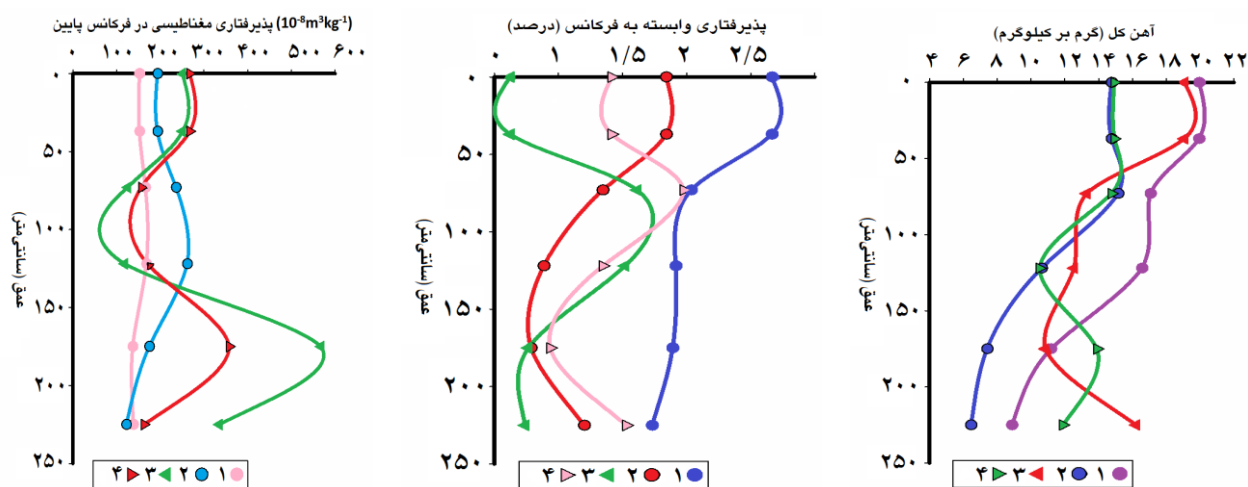 آهن کل (گرم بر کیلوگرم)
۴ ۶ ۸ ۱۰ ۱۲ ۱۴ ۱۶ ۱۸ ۲۰ ۲۲
۰
۵۰
۱۰۰
۱۵۰
۲۰۰
۲۵۰
عمق (سانتی‌متر)
۱ ۲ ۳ ۴
پذیرفتاری وابسته به فرکانس (درصد)
۰ ۱ ۱/۵ ۲ ۲/۵
۰
۵۰
۱۰۰
۱۵۰
۲۰۰
۲۵۰
عمق (سانتی‌متر)
۱ ۲ ۳ ۴
پذیرفتاری مغناطیسی در فرکانس پایین (10⁻⁸m³kg⁻¹)
۰ ۱۰۰ ۲۰۰ ۳۰۰ ۴۰۰ ۵۰۰ ۶۰۰
۰
۵۰
۱۰۰
۱۵۰
۲۰۰
۲۵۰
عمق (سانتی‌متر)
۱ ۲ ۳ ۴